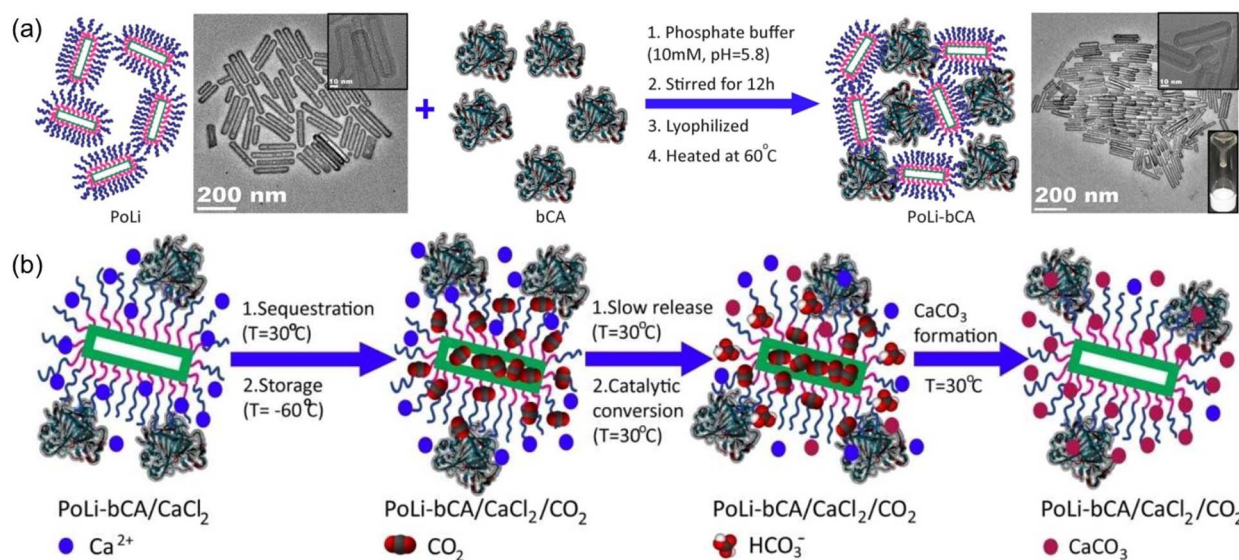 (a)
10 nm
200 nm
PoLi
+
bCA
1. Phosphate buffer
(10mM, pH=5.8)
2. Stirred for 12h
3. Lyophilized
4. Heated at 60°C
PoLi-bCA
10 nm
200 nm
(b)
1.Sequestration
(T=30°C)
2.Storage
(T= -60°C)
1.Slow release
(T=30°C)
2. Catalytic
conversion
(T=30°C)
CaCO₃
formation
T=30°C
PoLi-bCA/CaCl₂
PoLi-bCA/CaCl₂/CO₂
PoLi-bCA/CaCl₂/CO₂
PoLi-bCA/CaCl₂/CO₂
Ca²⁺
CO₂
HCO₃⁻
CaCO₃